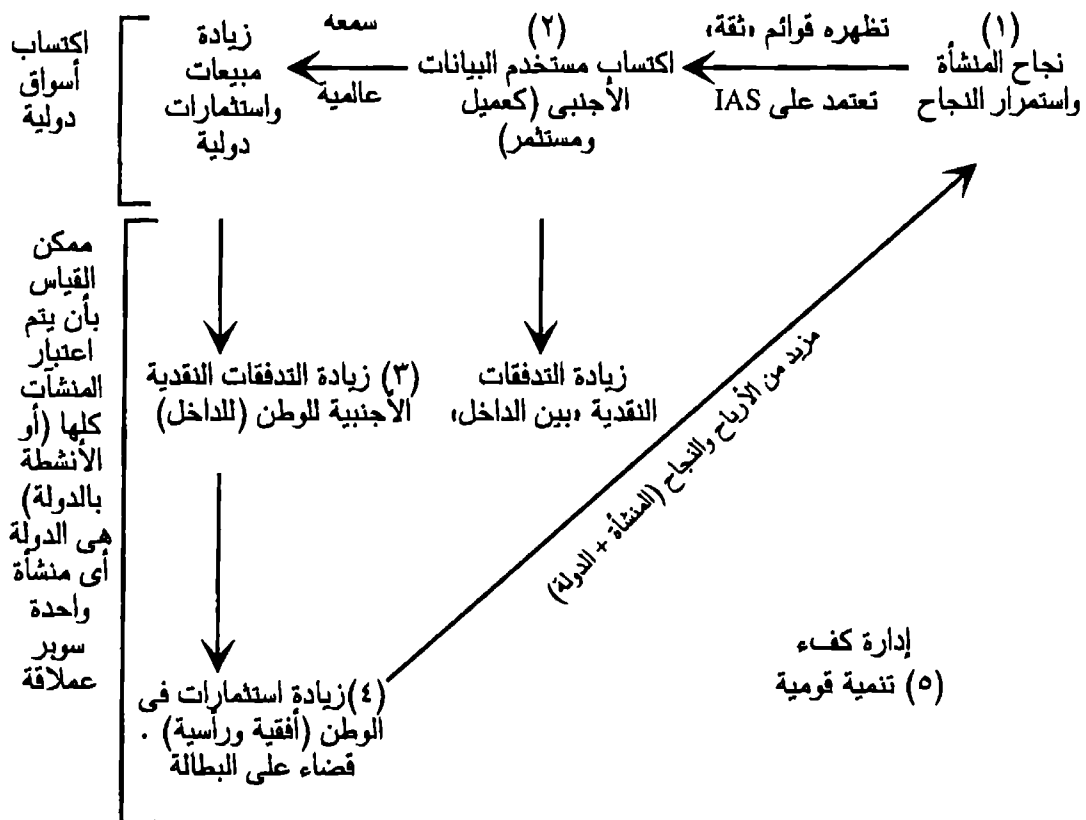 (١)
نجاح المنشأة
واستمرار النجاح
تظهره قوائم «ثقة»
تعتمد على IAS
(٢)
اكتساب مستخدم البيانات
الأجنبى (كعميل
ومستثمر)
سمعه
عالمية
زيادة
مبيعات
واستثمارات
دولية
اكتساب
أسواق
دولية
زيادة التدفقات
النقدية «بين الداخل»
(٣) زيادة التدفقات النقدية
الأجنبية للوطن (للداخل)
ممكن
القياس
بأن يتم
اعتبار
المنشآت
كلها (أو
الأنشطة
بالدولة)
هى الدولة
أى منشأة
واحدة
سوبر
عملاقة
مزيد من الأرباح والنجاح (المنشأة + الدولة)
(٤) زيادة استثمارات فى
الوطن (أفقية ورأسية) .
قضاء على البطالة
إدارة كفء
(٥) تنمية قومية